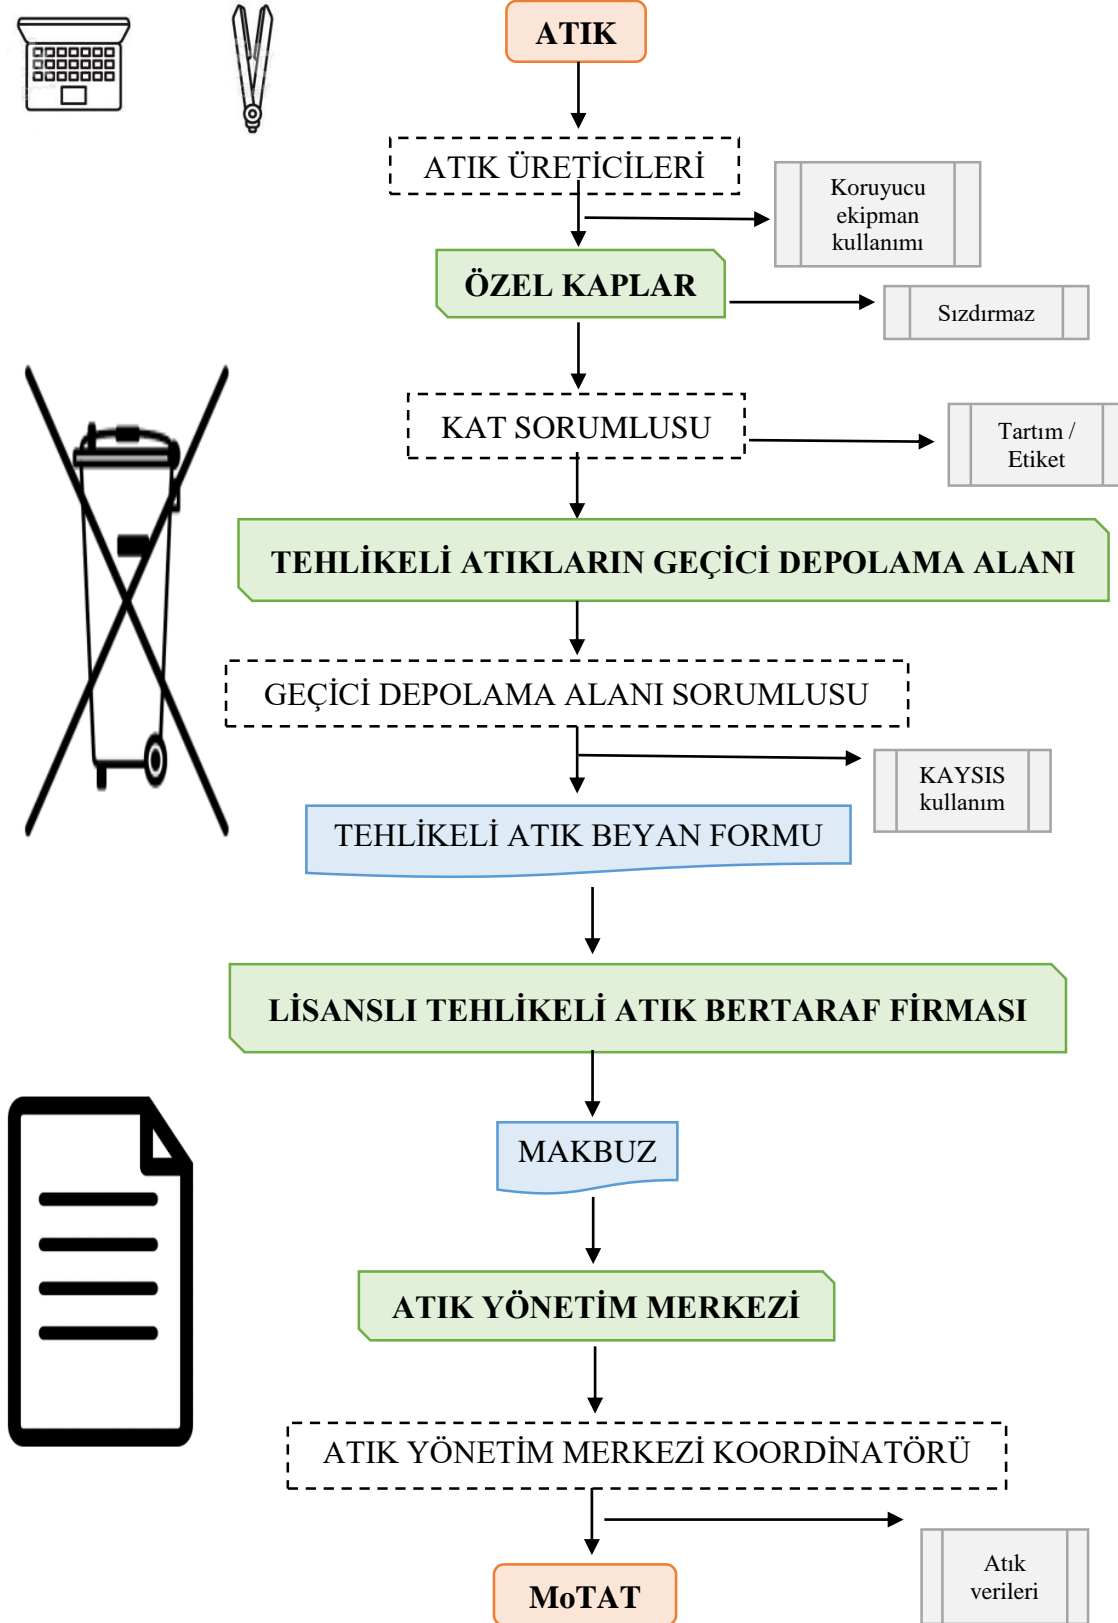 ATIK
ATIK ÜRETİCİLERİ
Koruyucu
ekipman
kullanımı
ÖZEL KAPLAR
Sızdırmaz
KAT SORUMLUSU
Tartım /
Etiket
TEHLİKELİ ATIKLARIN GEÇİCİ DEPOLAMA ALANI
GEÇİCİ DEPOLAMA ALANI SORUMLUSU
KAYSIS
kullanım
TEHLİKELİ ATIK BEYAN FORMU
LİSANSLI TEHLİKELİ ATIK BERTARAF FİRMASI
MAKBUZ
ATIK YÖNETİM MERKEZİ
ATIK YÖNETİM MERKEZİ KOORDİNATÖRÜ
Atık
verileri
MoTAT